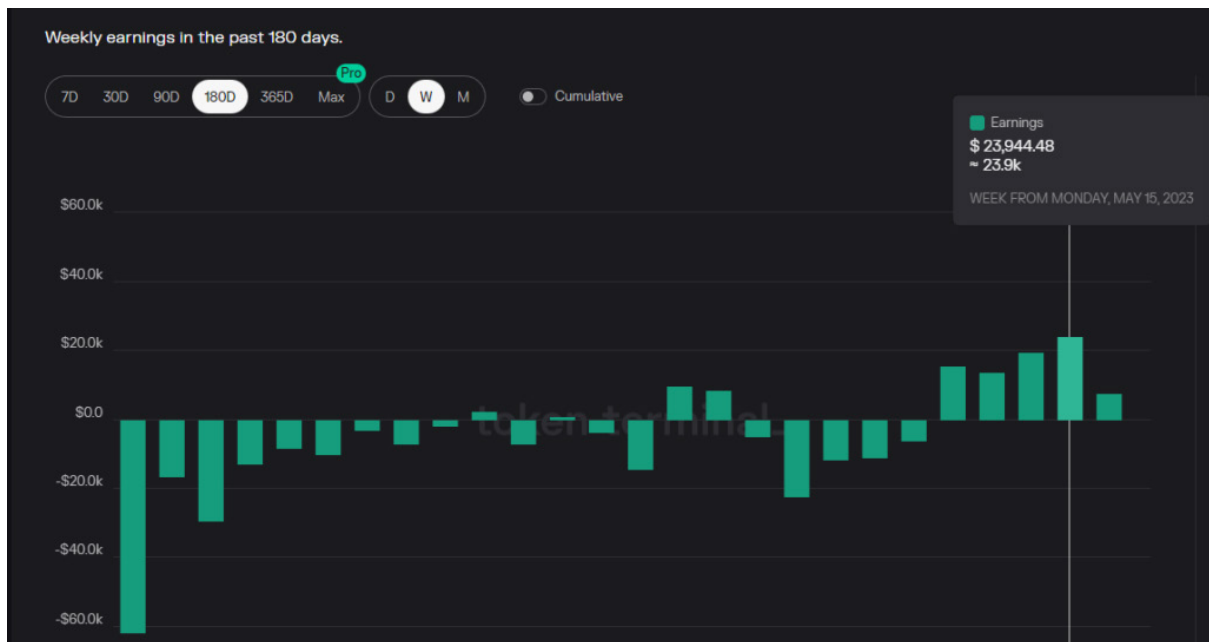 Weekly earnings in the past 180 days.
Pro
7D 30D 90D 180D 365D Max D W M Cumulative
Earnings
$ 23,944.48
≈ 23.9k
WEEK FROM MONDAY, MAY 15, 2023
$60.0k
$40.0k
$20.0k
$0.0
token terminal_
-$20.0k
-$40.0k
-$60.0k